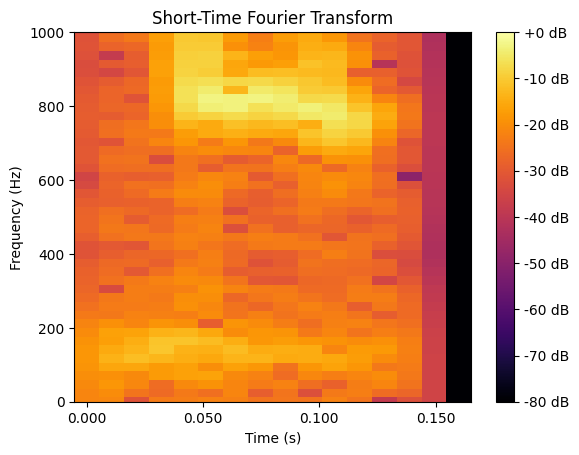 Short-Time Fourier Transform
1000
800
600
400
200
0
Frequency (Hz)
0.000
0.050
0.100
0.150
Time (s)
+0 dB
-10 dB
-20 dB
-30 dB
-40 dB
-50 dB
-60 dB
-70 dB
-80 dB